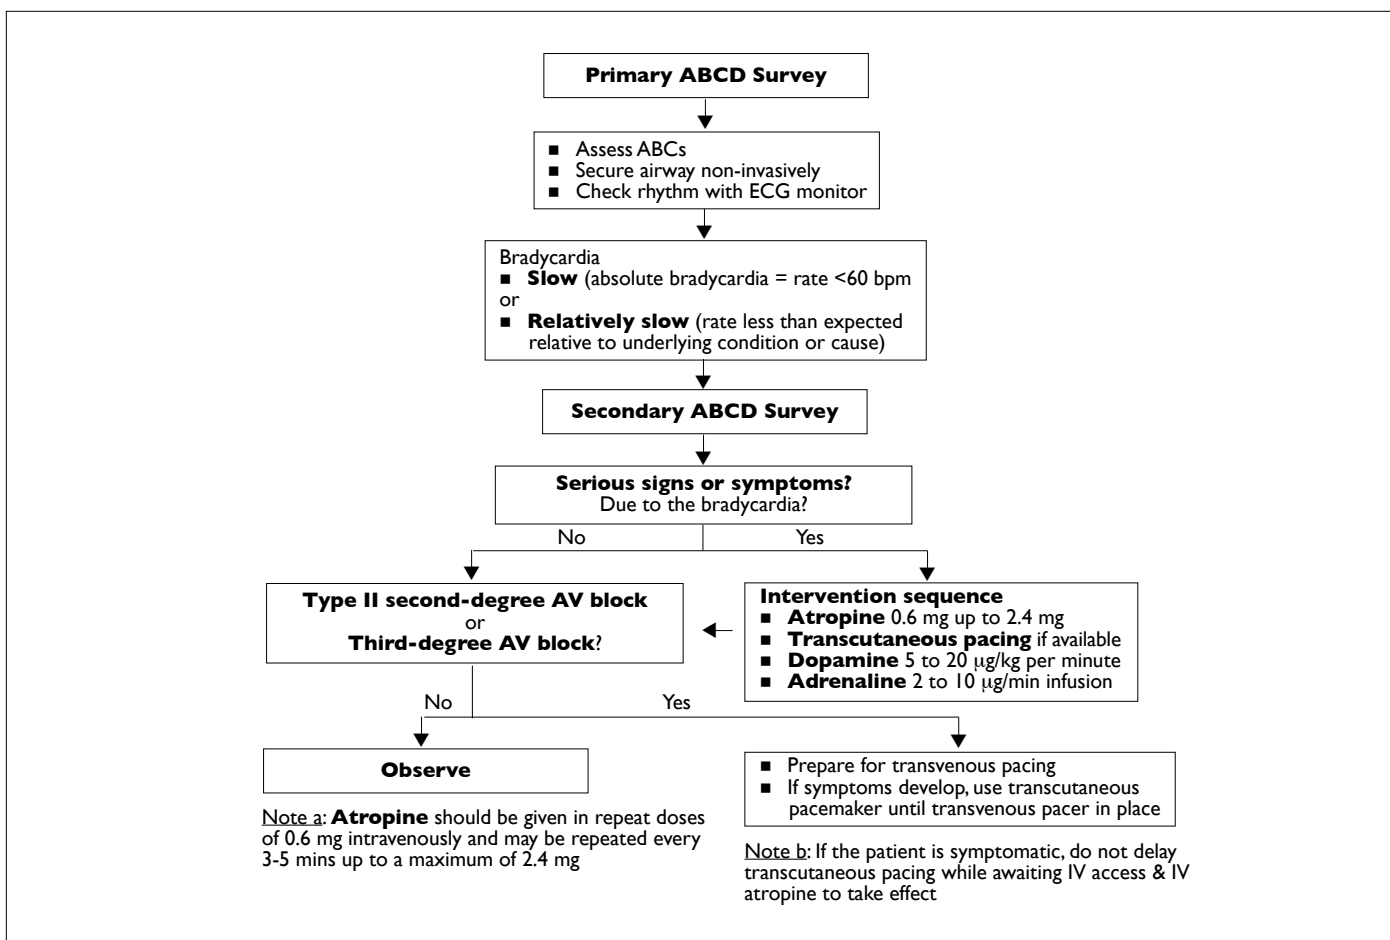 Primary ABCD Survey
■ Assess ABCs
■ Secure airway non-invasively
■ Check rhythm with ECG monitor
Bradycardia
■ Slow (absolute bradycardia = rate <60 bpm
or
■ Relatively slow (rate less than expected
relative to underlying condition or cause)
Secondary ABCD Survey
Serious signs or symptoms?
Due to the bradycardia?
No
Yes
Type II second-degree AV block
or
Third-degree AV block?
Intervention sequence
■ Atropine 0.6 mg up to 2.4 mg
■ Transcutaneous pacing if available
■ Dopamine 5 to 20 µg/kg per minute
■ Adrenaline 2 to 10 µg/min infusion
No
Yes
Observe
■ Prepare for transvenous pacing
■ If symptoms develop, use transcutaneous
pacemaker until transvenous pacer in place
Note a: Atropine should be given in repeat doses
of 0.6 mg intravenously and may be repeated every
3-5 mins up to a maximum of 2.4 mg
Note b: If the patient is symptomatic, do not delay
transcutaneous pacing while awaiting IV access & IV
atropine to take effect